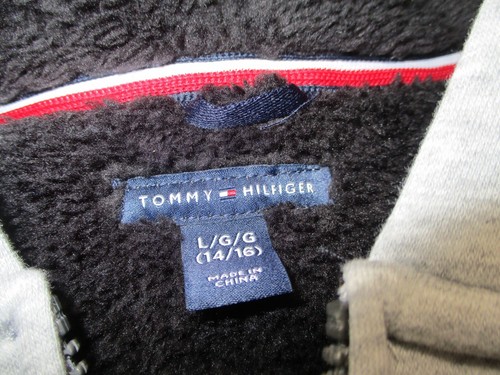 TOMMY HILFIGER
L/G/G
(14/16)
MADE IN
CHINA